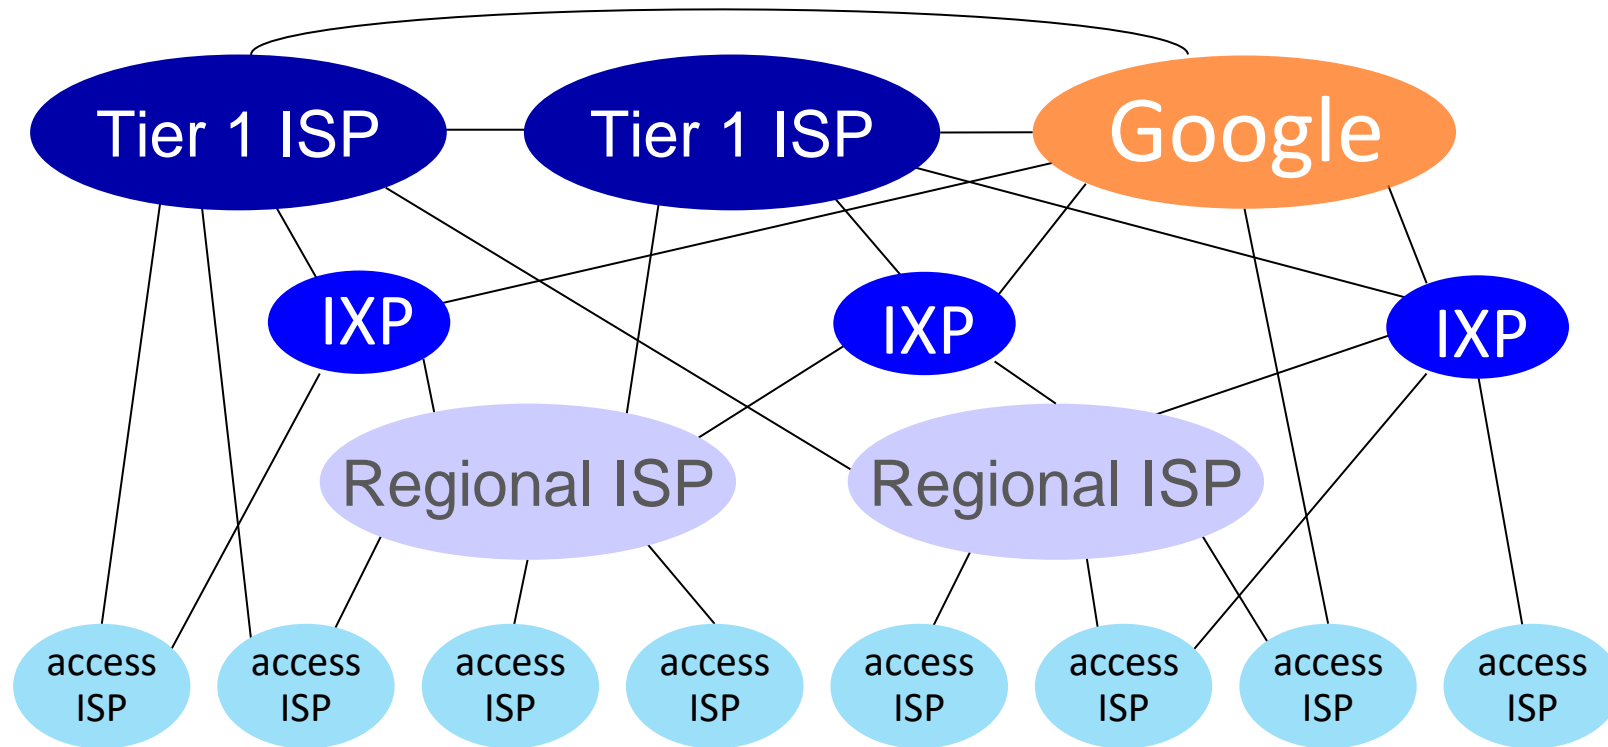 Tier 1 ISP
Tier 1 ISP
Google
IXP
IXP
IXP
Regional ISP
Regional ISP
access
ISP
access
ISP
access
ISP
access
ISP
access
ISP
access
ISP
access
ISP
access
ISP